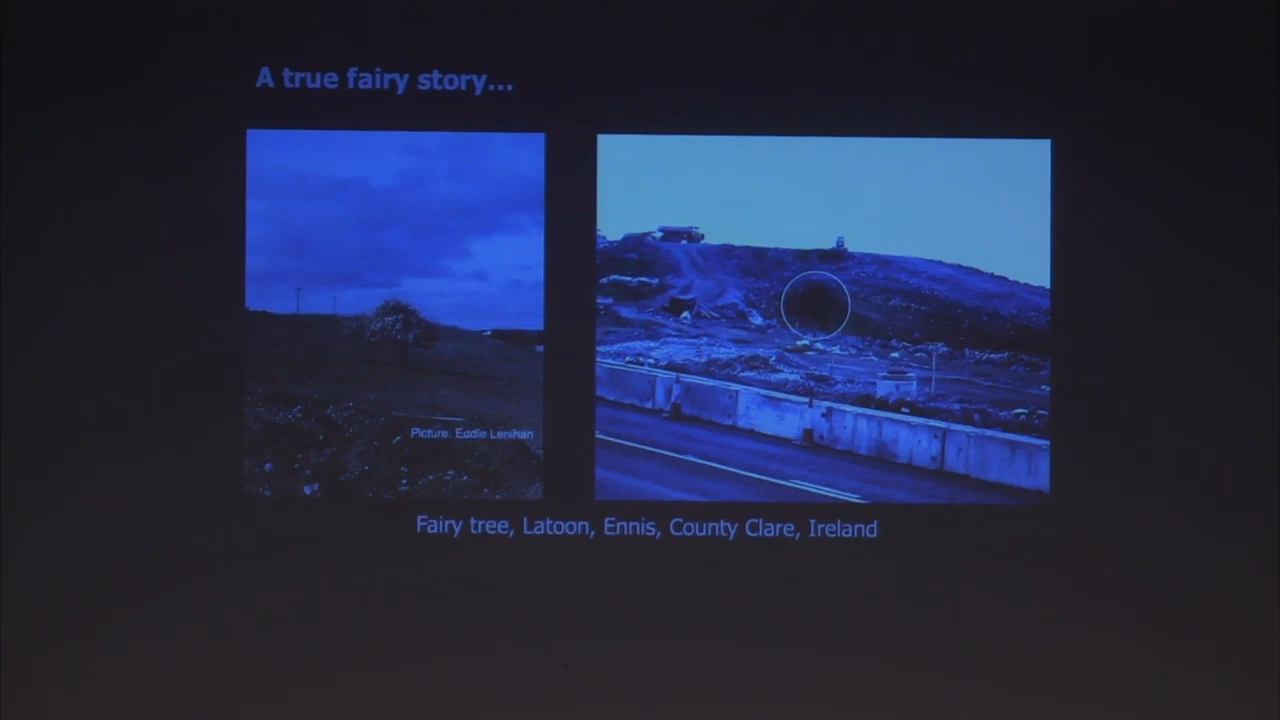 A true fairy story...
Picture: Eddie Lenihan
Fairy tree, Latoon, Ennis, County Clare, Ireland